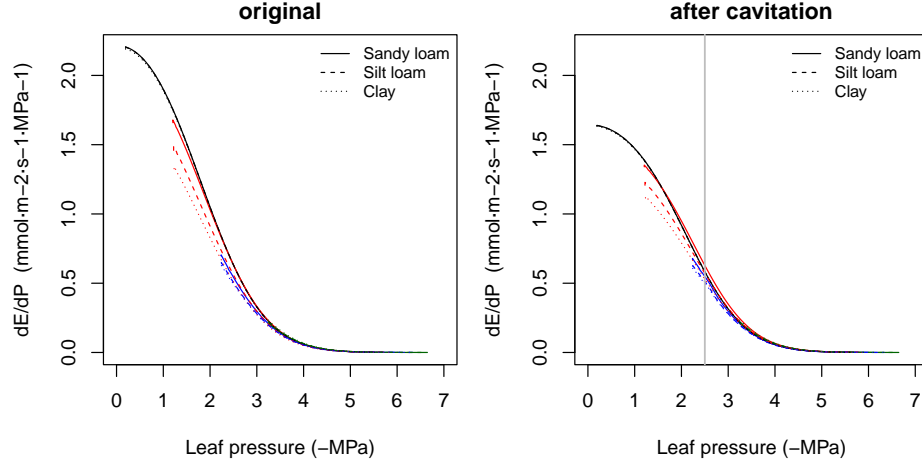 original
dE/dP (mmol·m−2·s−1·MPa−1)
2.0
1.5
1.0
0.5
0.0
Sandy loam
Silt loam
Clay
0 1 2 3 4 5 6 7
Leaf pressure (−MPa)
after cavitation
dE/dP (mmol·m−2·s−1·MPa−1)
2.0
1.5
1.0
0.5
0.0
Sandy loam
Silt loam
Clay
0 1 2 3 4 5 6 7
Leaf pressure (−MPa)